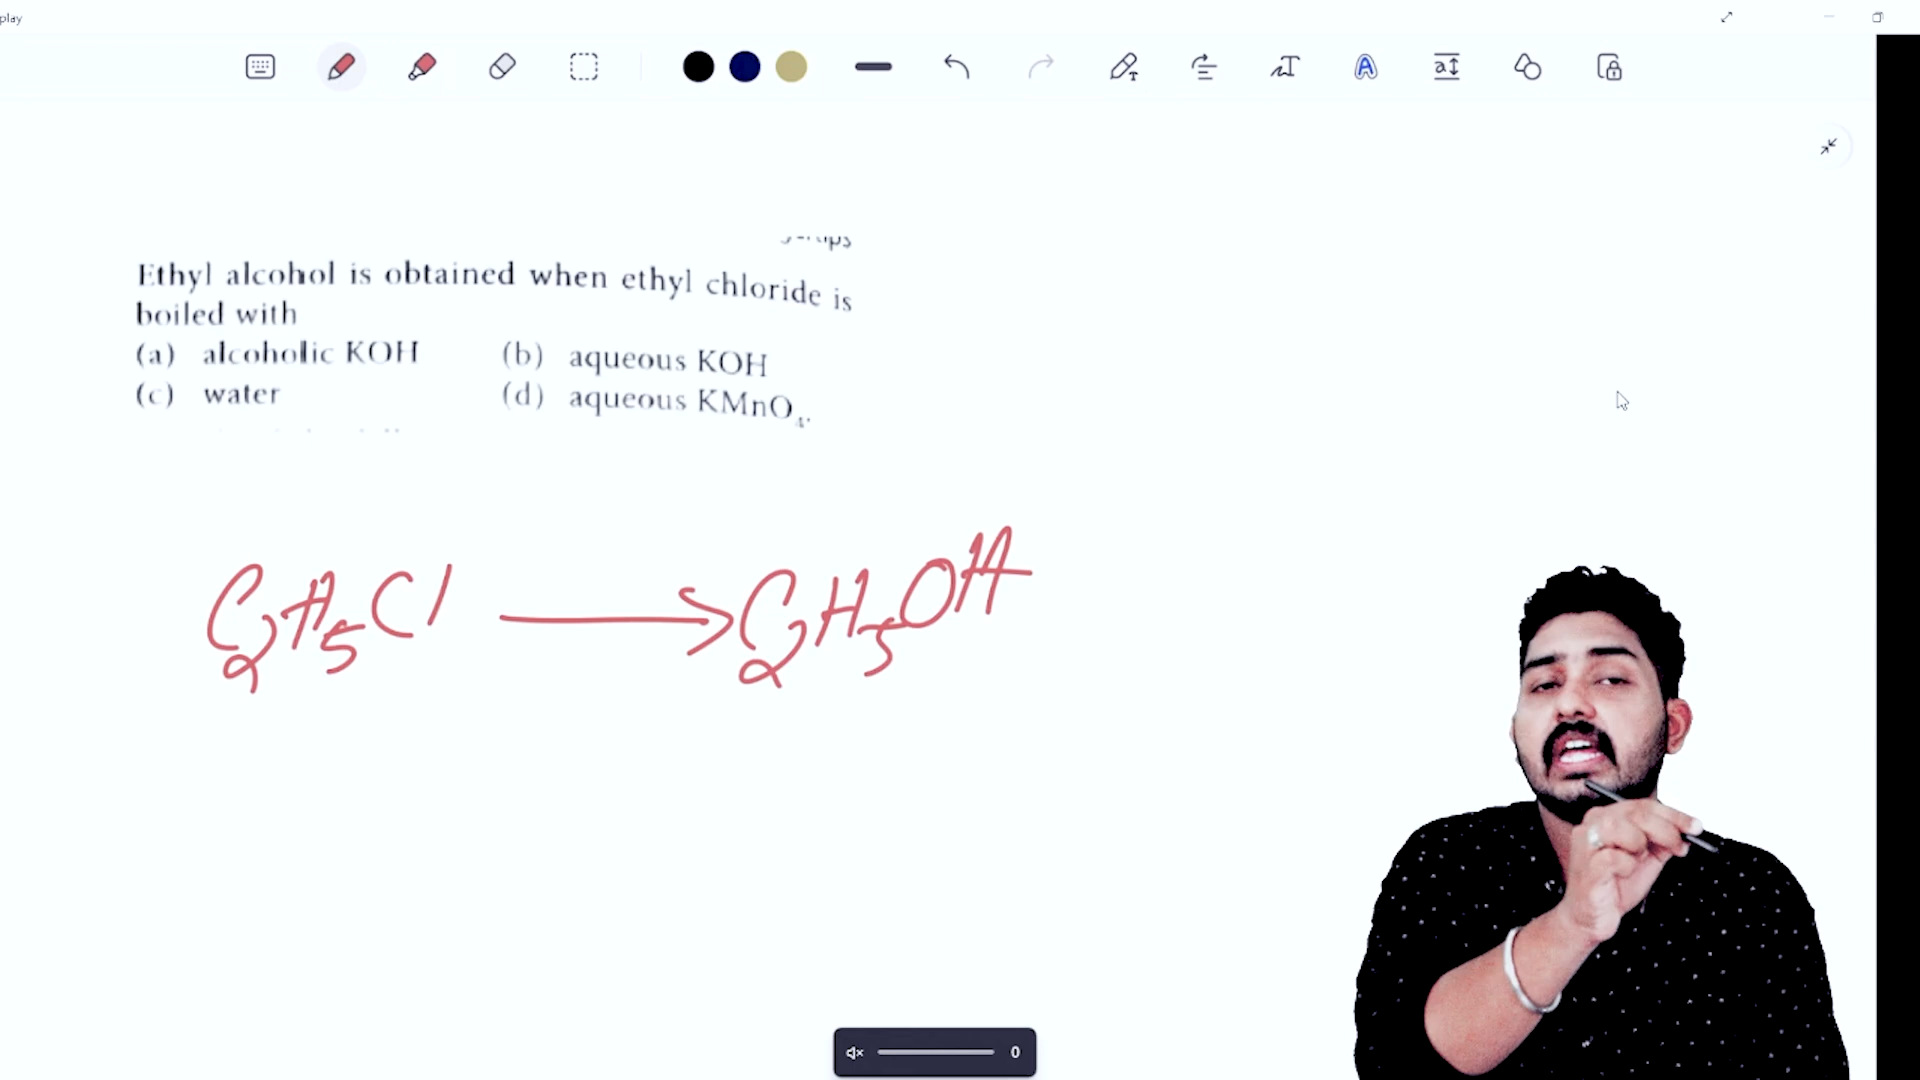 play
Ethyl alcohol is obtained when ethyl chloride is
boiled with
(a) alcoholic KOH (b) aqueous KOH
(c) water (d) aqueous KMnO₄.
C₂H₅Cl ⟶ C₂H₅OH
0